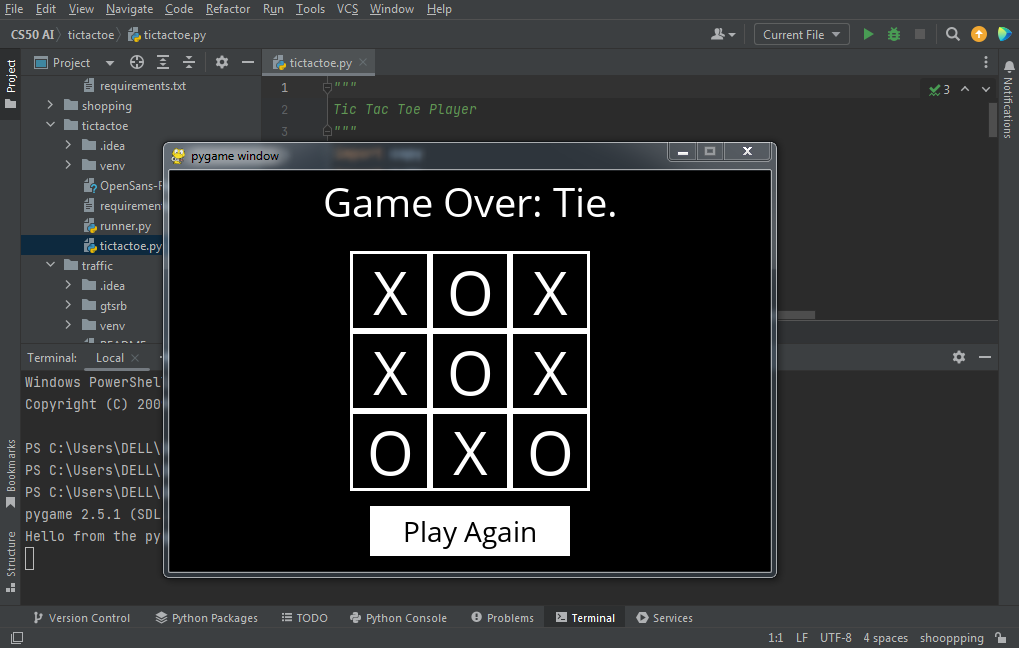 File Edit View Navigate Code Refactor Run Tools VCS Window Help
CS50 AI tictactoe tictactoe.py Current File
Project tictactoe.py
Project
Notifications
Bookmarks
Structure
requirements.txt
shopping
tictactoe
.idea
venv
OpenSans-
requiremen
runner.py
tictactoe.py
traffic
.idea
gtsrb
venv
1 """
2 Tic Tac Toe Player
3 """
3
pygame window
Game Over: Tie.
X O X
X O X
O X O
Play Again
Terminal: Local
Windows PowerShel
Copyright (C) 200
PS C:\Users\DELL\
PS C:\Users\DELL\
PS C:\Users\DELL\
pygame 2.5.1 (SDL
Hello from the py
Version Control Python Packages TODO Python Console Problems Terminal Services
1:1 LF UTF-8 4 spaces shooppping